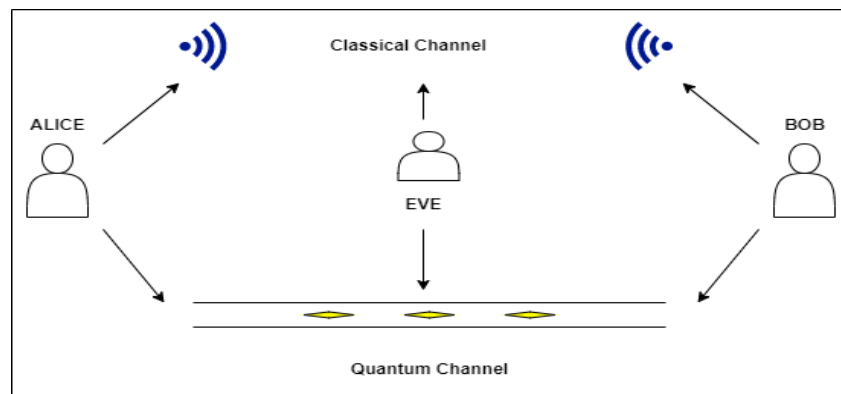 Classical Channel
ALICE
BOB
EVE
Quantum Channel